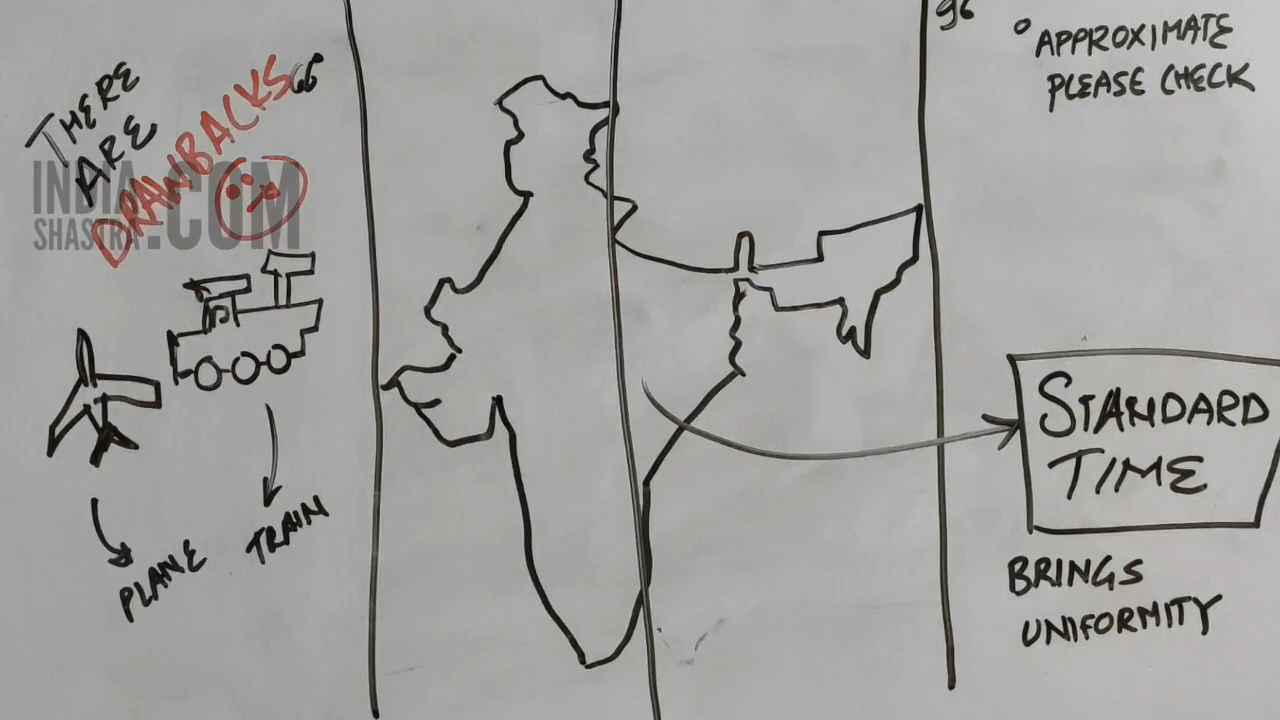 THERE
ARE
DRAWBACKS
66°
96
° APPROXIMATE
PLEASE CHECK
INDIA
SHASTRA
.COM
STANDARD
TIME
BRINGS
UNIFORMITY
PLANE
TRAIN